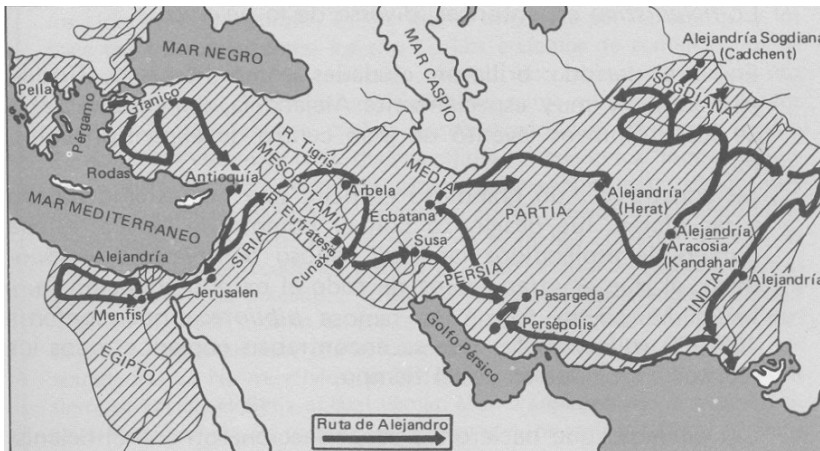 MAR NEGRO
MAR CASPIO
Alejandría Sogdiana
(Cadchent)
SOGDIANA
Pella
Gfanico
Pérgamo
Rodas
Antioquía
MAR MEDITERRANEO
R. Tigris
MESOPOTAMIA
R. Eufratesa
Arbela
MEDIA
Ecbatana
PARTIA
Alejandría
(Herat)
Alejandría
Aracosia
(Kandahar)
Alejandría
SIRIA
Cunaxa
Susa
PERSIA
Pasargeda
INDIA
Alejandría
Menfis
Jerusalen
Persépolis
Golfo Pérsico
EGIPTO
Ruta de Alejandro